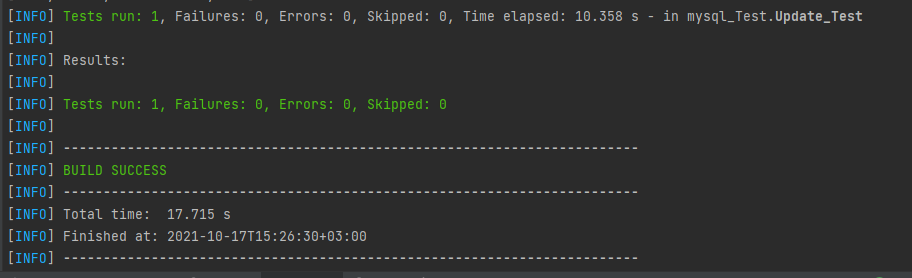 [INFO] Tests run: 1, Failures: 0, Errors: 0, Skipped: 0, Time elapsed: 10.358 s - in mysql_Test.Update_Test
[INFO]
[INFO] Results:
[INFO]
[INFO] Tests run: 1, Failures: 0, Errors: 0, Skipped: 0
[INFO]
[INFO] ------------------------------------------------------------------------
[INFO] BUILD SUCCESS
[INFO] ------------------------------------------------------------------------
[INFO] Total time:  17.715 s
[INFO] Finished at: 2021-10-17T15:26:30+03:00
[INFO] ------------------------------------------------------------------------